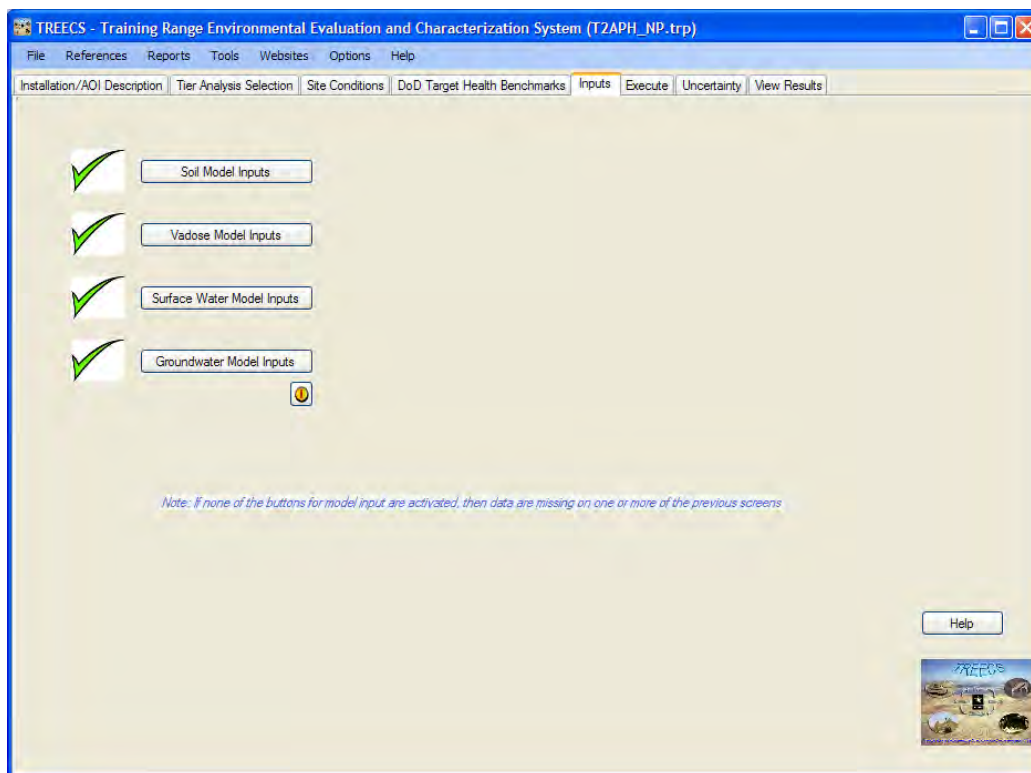 TREECS - Training Range Environmental Evaluation and Characterization System (T2APH_NP.trp)
File References Reports Tools Websites Options Help
Installation/AOI Description Tier Analysis Selection Site Conditions DoD Target Health Benchmarks Inputs Execute Uncertainty View Results
Soil Model Inputs
Vadose Model Inputs
Surface Water Model Inputs
Groundwater Model Inputs
Note: If none of the buttons for model input are activated, then data are missing on one or more of the previous screens
Help
TREECS